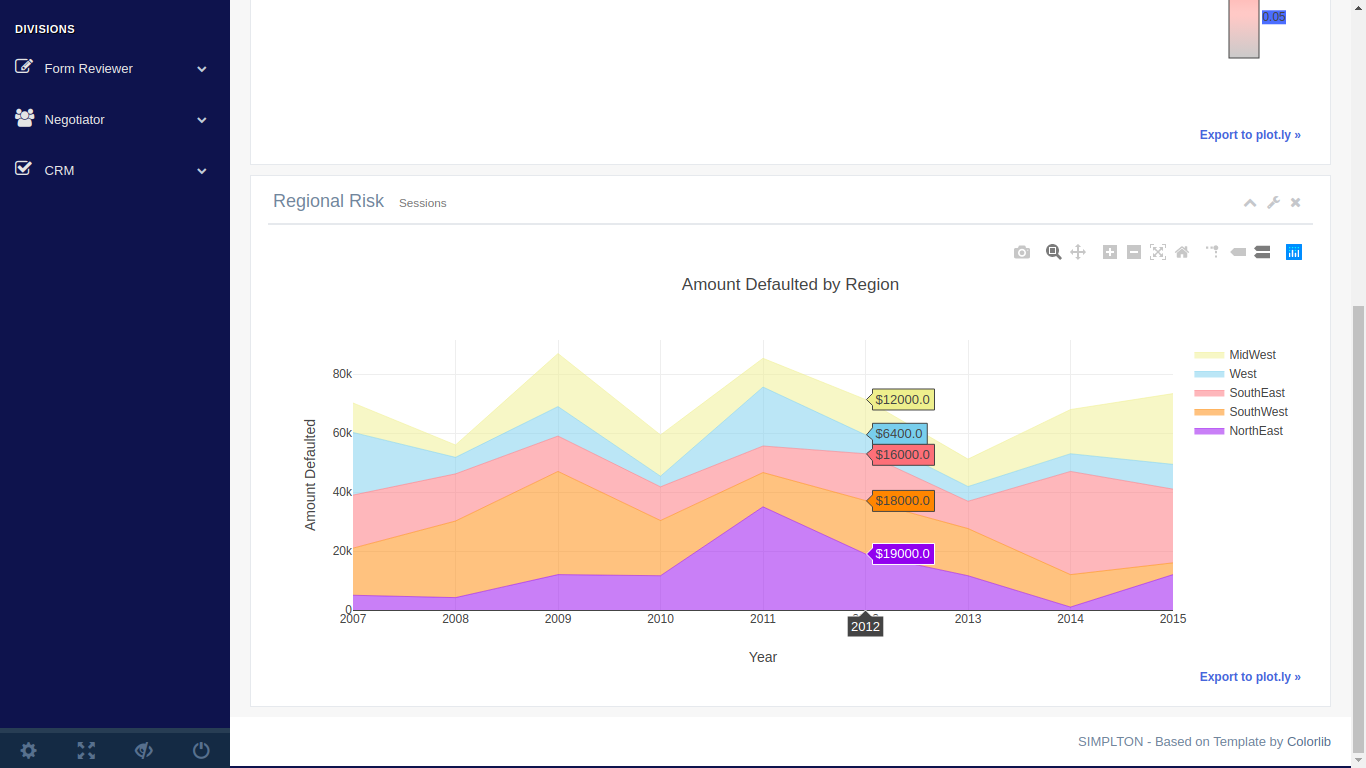 DIVISIONS
Form Reviewer
Negotiator
CRM
0.05
Export to plot.ly »
Regional Risk Sessions
Amount Defaulted by Region
Amount Defaulted
80k
60k
40k
20k
0
MidWest
West
SouthEast
SouthWest
NorthEast
$12000.0
$6400.0
$16000.0
$18000.0
$19000.0
2007 2008 2009 2010 2011 2012 2013 2014 2015
Year
Export to plot.ly »
SIMPLTON - Based on Template by Colorlib